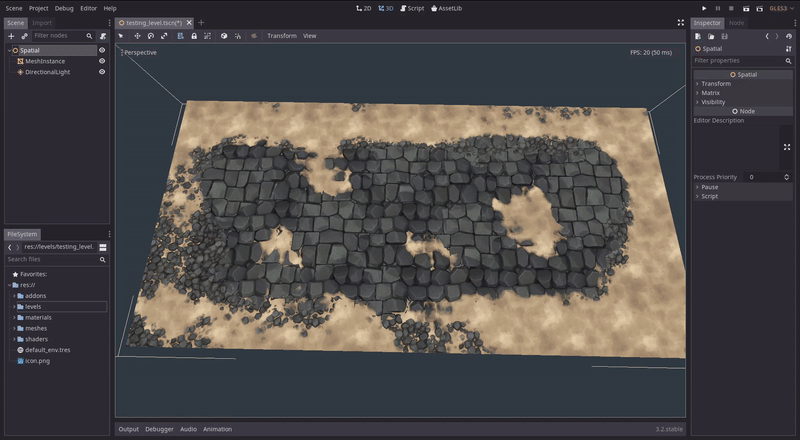 Scene Project Debug Editor Help
2D 3D Script AssetLib
GLES3
Scene Import
testing_level.tscn(*)
Inspector Node
Filter nodes
Transform View
Spatial
MeshInstance
DirectionalLight
Perspective
FPS: 20 (50 ms)
Spatial
Filter properties
Spatial
Transform
Matrix
Visibility
Node
Editor Description
Process Priority 0
Pause
Script
FileSystem
res://levels/testing_level.
Search files
Favorites:
res://
addons
levels
materials
meshes
shaders
default_env.tres
icon.png
Output Debugger Audio Animation
3.2.stable